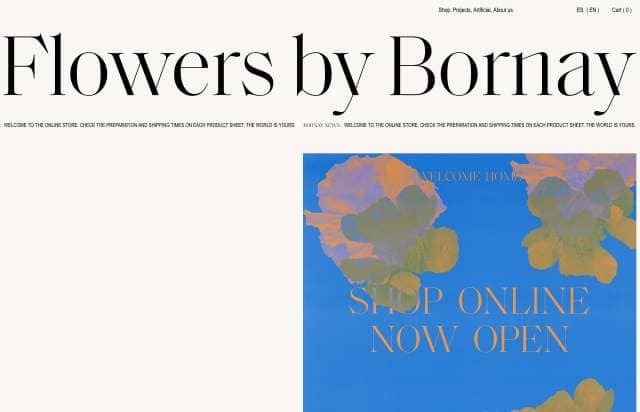 Shop, Projects, Artificial, About us ES ( EN ) Cart ( 0 )
Flowers by Bornay
WELCOME TO THE ONLINE STORE. CHECK THE PREPARATION AND SHIPPING TIMES ON EACH PRODUCT SHEET. THE WORLD IS YOURS. BORNAY NEWS: WELCOME TO THE ONLINE STORE. CHECK THE PREPARATION AND SHIPPING TIMES ON EACH PRODUCT SHEET. THE WORLD IS YOURS.
WELCOME HOME
SHOP ONLINE
NOW OPEN